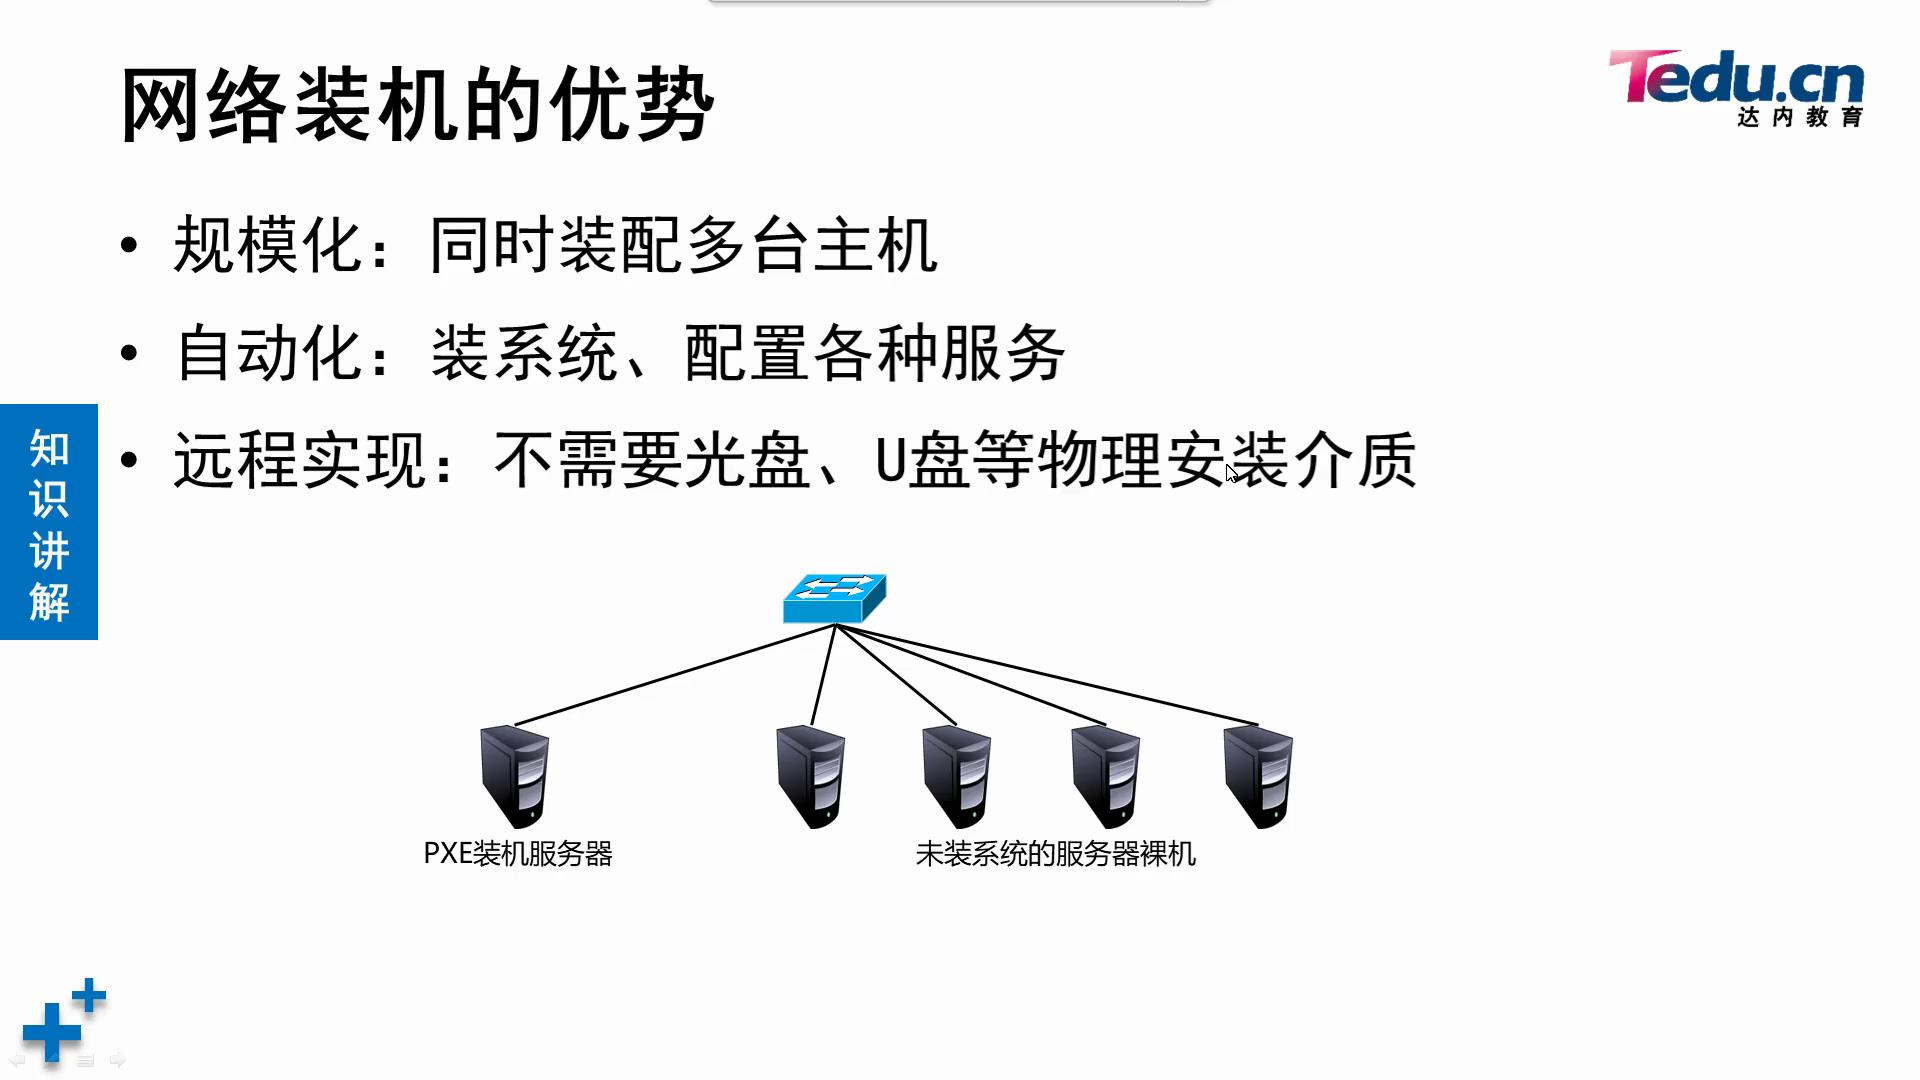 网络装机的优势
Tedu.cn
达内教育
• 规模化：同时装配多台主机
• 自动化：装系统、配置各种服务
• 远程实现：不需要光盘、U盘等物理安装介质
知识讲解
PXE装机服务器
未装系统的服务器裸机